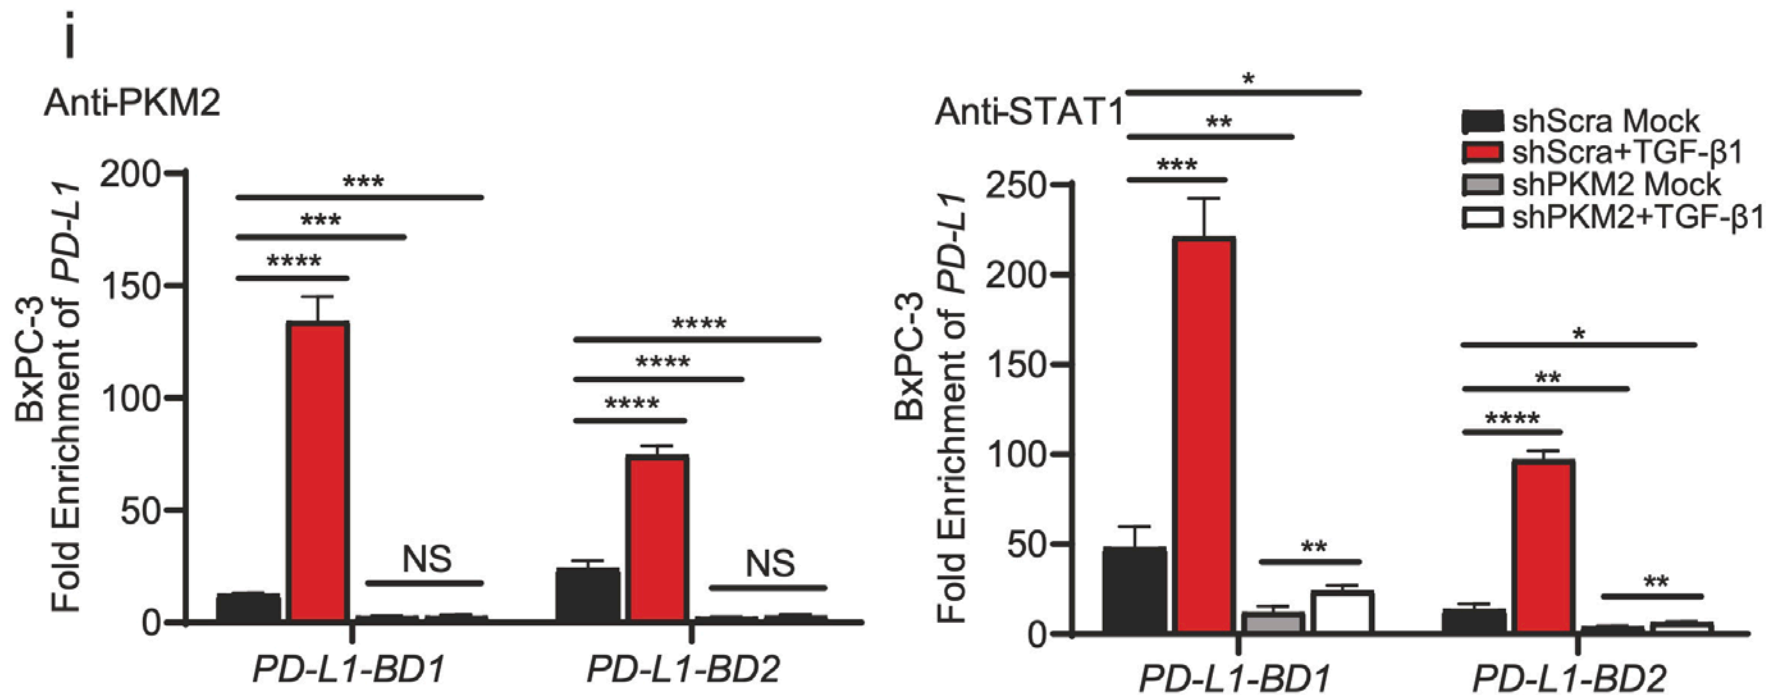 i
Anti-PKM2
BxPC-3
Fold Enrichment of PD-L1
200
150
100
50
0
***
***
****
NS
****
****
****
NS
PD-L1-BD1
PD-L1-BD2
Anti-STAT1
BxPC-3
Fold Enrichment of PD-L1
250
200
150
100
50
0
*
**
***
**
*
**
****
**
PD-L1-BD1
PD-L1-BD2
shScra Mock
shScra+TGF-β1
shPKM2 Mock
shPKM2+TGF-β1